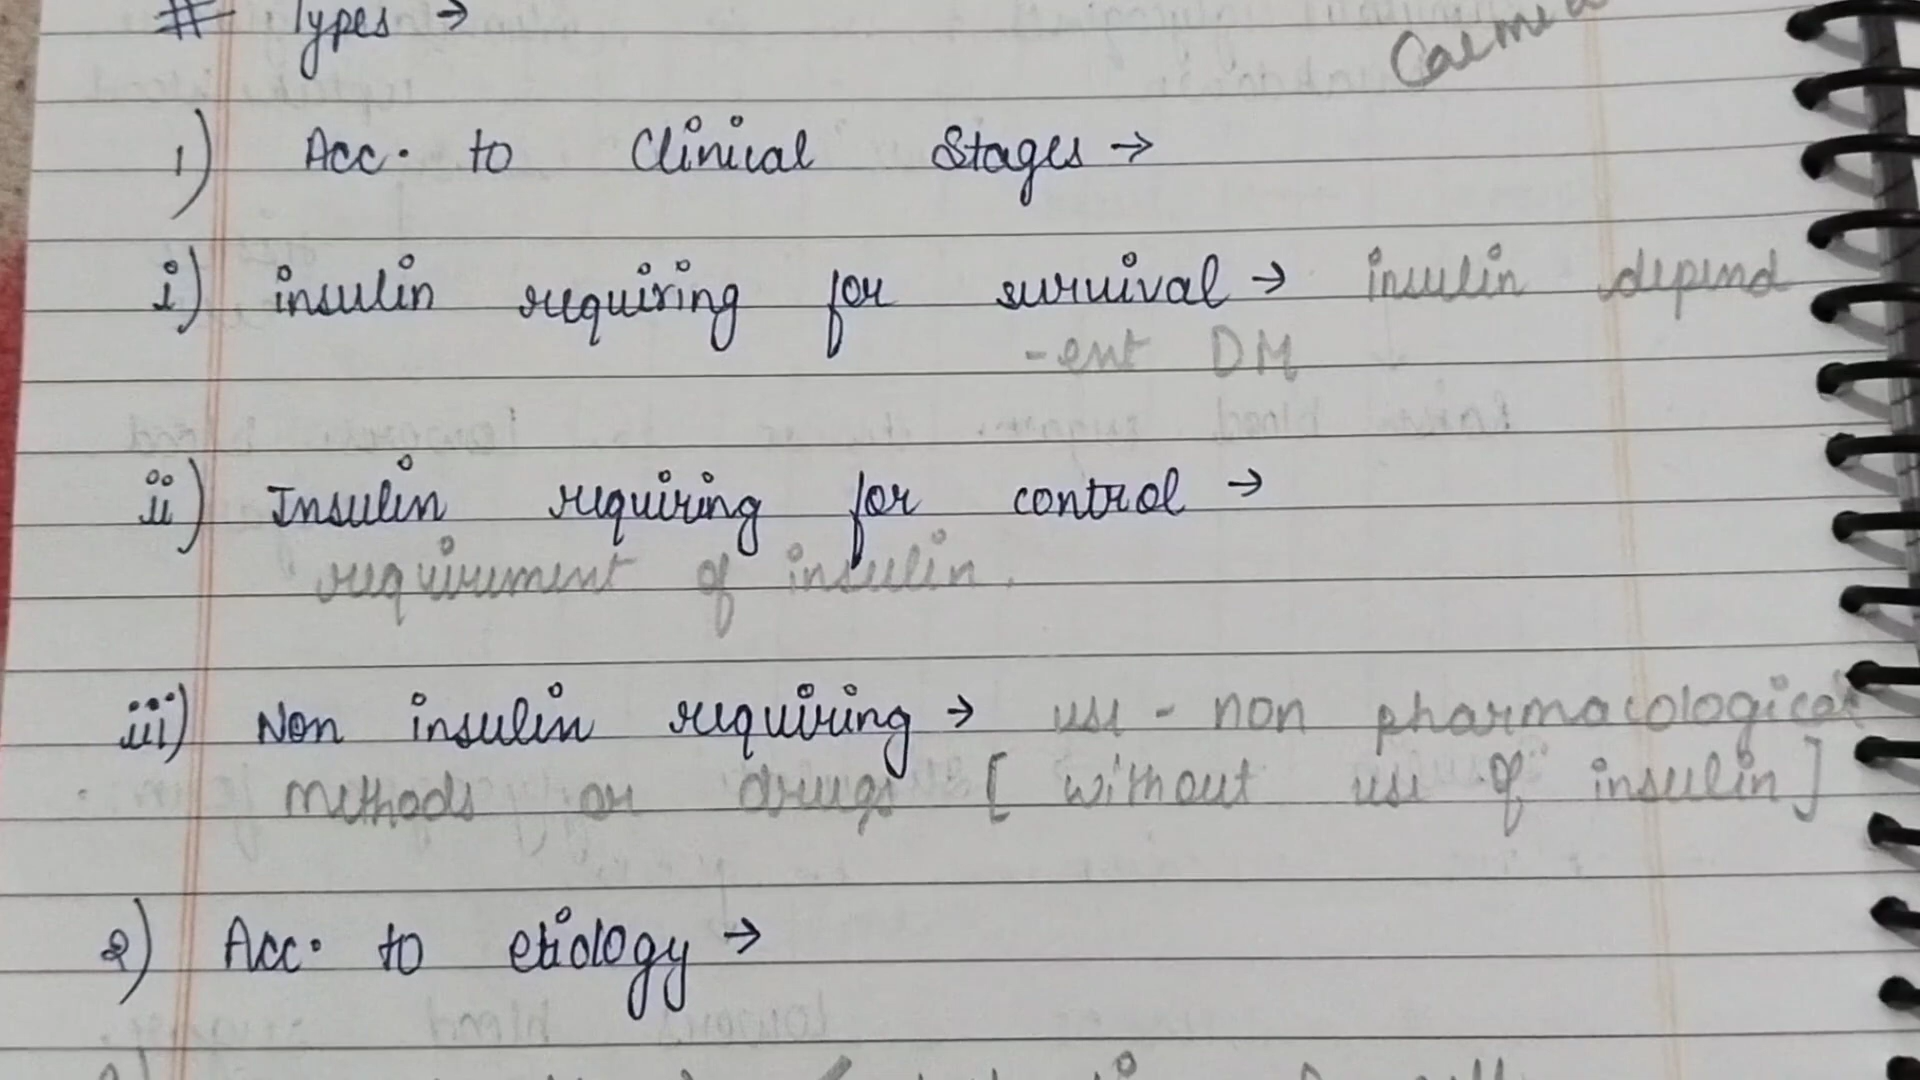 # Types →
1) Acc. to Clinical Stages →
i) insulin requiring for survival → insulin depend
-ent DM
ii) Insulin requiring for control →
requirement of insulin.
iii) Non insulin requiring → use - non pharmacological
methods or drugs [ without use of insulin ]
2) Acc. to etiology →